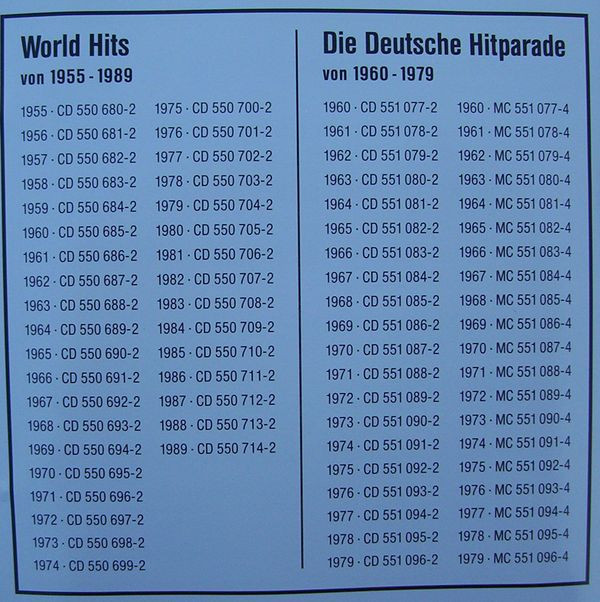 World Hits
von 1955 - 1989
1955 · CD 550 680-2
1956 · CD 550 681-2
1957 · CD 550 682-2
1958 · CD 550 683-2
1959 · CD 550 684-2
1960 · CD 550 685-2
1961 · CD 550 686-2
1962 · CD 550 687-2
1963 · CD 550 688-2
1964 · CD 550 689-2
1965 · CD 550 690-2
1966 · CD 550 691-2
1967 · CD 550 692-2
1968 · CD 550 693-2
1969 · CD 550 694-2
1970 · CD 550 695-2
1971 · CD 550 696-2
1972 · CD 550 697-2
1973 · CD 550 698-2
1974 · CD 550 699-2
1975 · CD 550 700-2
1976 · CD 550 701-2
1977 · CD 550 702-2
1978 · CD 550 703-2
1979 · CD 550 704-2
1980 · CD 550 705-2
1981 · CD 550 706-2
1982 · CD 550 707-2
1983 · CD 550 708-2
1984 · CD 550 709-2
1985 · CD 550 710-2
1986 · CD 550 711-2
1987 · CD 550 712-2
1988 · CD 550 713-2
1989 · CD 550 714-2
Die Deutsche Hitparade
von 1960 - 1979
1960 · CD 551 077-2
1961 · CD 551 078-2
1962 · CD 551 079-2
1963 · CD 551 080-2
1964 · CD 551 081-2
1965 · CD 551 082-2
1966 · CD 551 083-2
1967 · CD 551 084-2
1968 · CD 551 085-2
1969 · CD 551 086-2
1970 · CD 551 087-2
1971 · CD 551 088-2
1972 · CD 551 089-2
1973 · CD 551 090-2
1974 · CD 551 091-2
1975 · CD 551 092-2
1976 · CD 551 093-2
1977 · CD 551 094-2
1978 · CD 551 095-2
1979 · CD 551 096-2
1960 · MC 551 077-4
1961 · MC 551 078-4
1962 · MC 551 079-4
1963 · MC 551 080-4
1964 · MC 551 081-4
1965 · MC 551 082-4
1966 · MC 551 083-4
1967 · MC 551 084-4
1968 · MC 551 085-4
1969 · MC 551 086-4
1970 · MC 551 087-4
1971 · MC 551 088-4
1972 · MC 551 089-4
1973 · MC 551 090-4
1974 · MC 551 091-4
1975 · MC 551 092-4
1976 · MC 551 093-4
1977 · MC 551 094-4
1978 · MC 551 095-4
1979 · MC 551 096-4